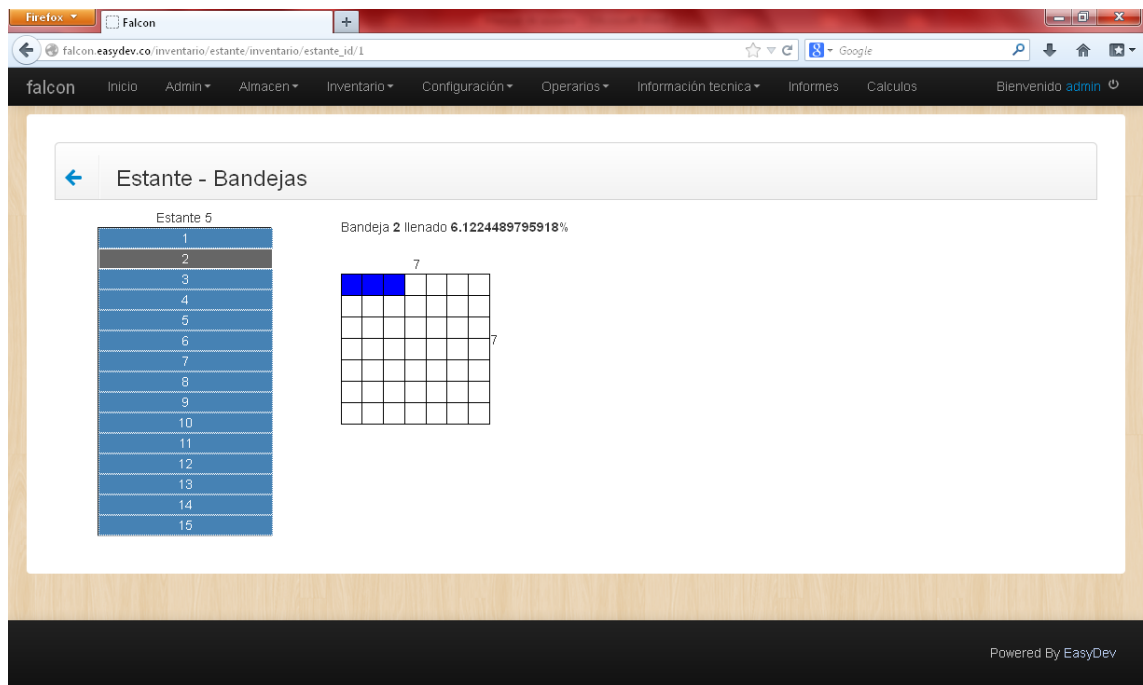 Firefox
Falcon
falcon.easydev.co/inventario/estante/inventario/estante_id/1
Google
falcon Inicio Admin Almacen Inventario Configuración Operarios Información tecnica Informes Calculos Bienvenido admin
Estante - Bandejas
Estante 5
1
2
3
4
5
6
7
8
9
10
11
12
13
14
15
Bandeja 2 llenado 6.1224489795918%
7
7
Powered By EasyDev